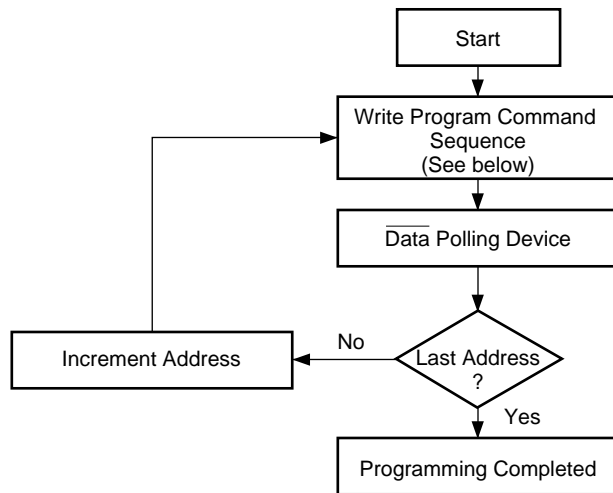 Start
Write Program Command
Sequence
(See below)
Data Polling Device
No
Increment Address
Last Address
?
Yes
Programming Completed